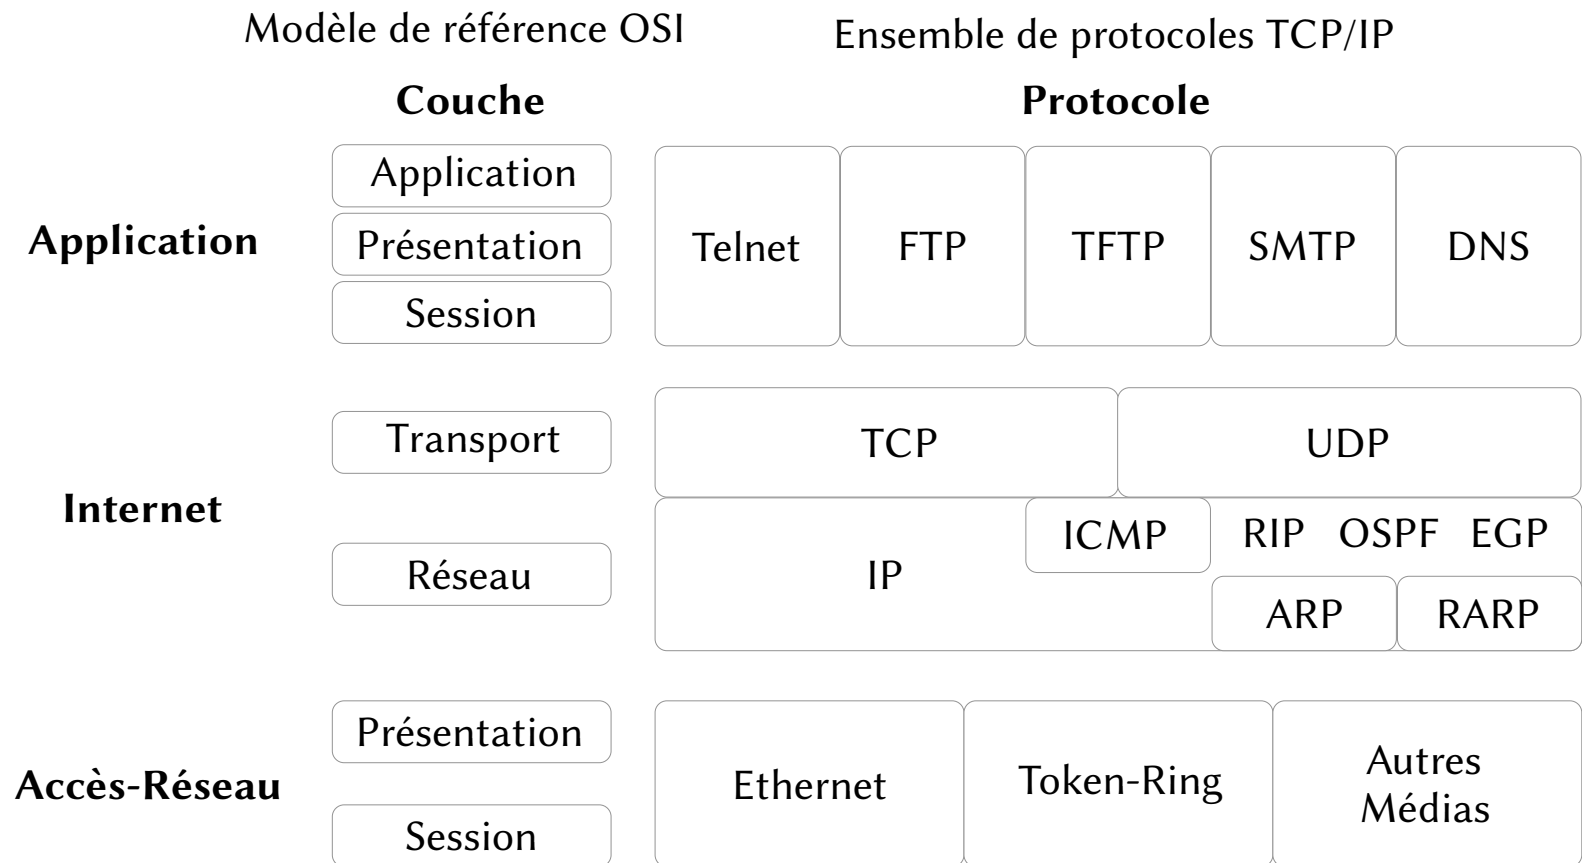 Modèle de référence OSI
Ensemble de protocoles TCP/IP
Couche
Protocole
Application
Application
Présentation
Session
Telnet
FTP
TFTP
SMTP
DNS
Internet
Transport
Réseau
TCP
UDP
IP
ICMP
RIP OSPF EGP
ARP
RARP
Accès-Réseau
Présentation
Session
Ethernet
Token-Ring
Autres
Médias